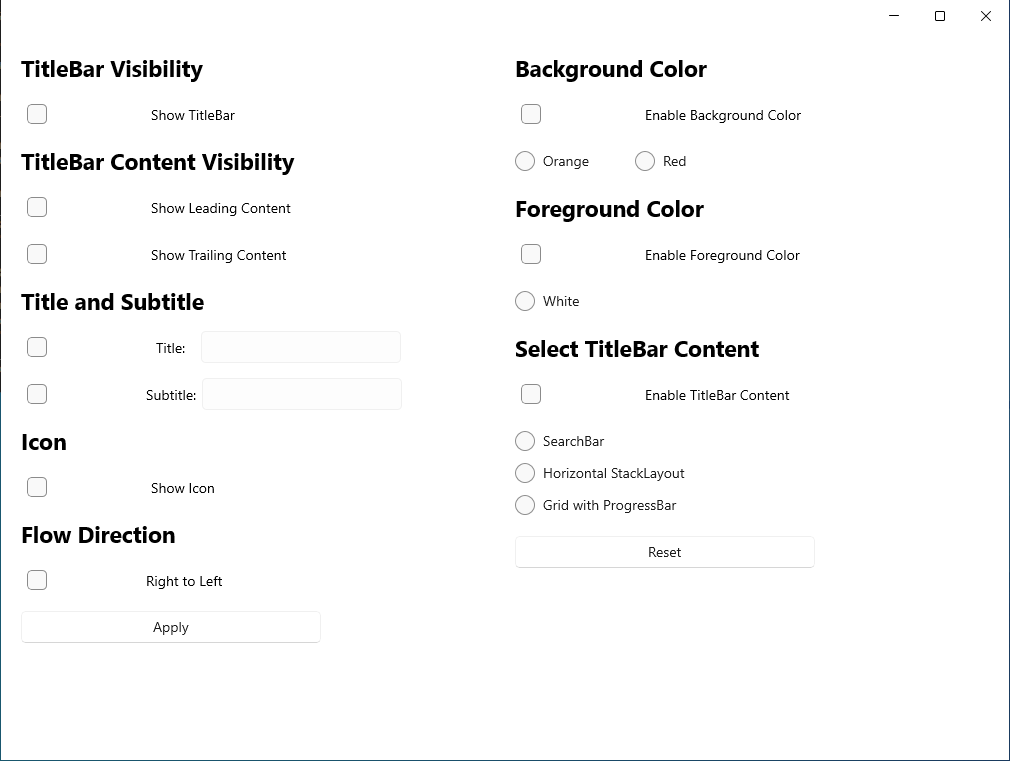 TitleBar Visibility
Show TitleBar
TitleBar Content Visibility
Show Leading Content
Show Trailing Content
Title and Subtitle
Title:
Subtitle:
Icon
Show Icon
Flow Direction
Right to Left
Apply
Background Color
Enable Background Color
Orange Red
Foreground Color
Enable Foreground Color
White
Select TitleBar Content
Enable TitleBar Content
SearchBar
Horizontal StackLayout
Grid with ProgressBar
Reset